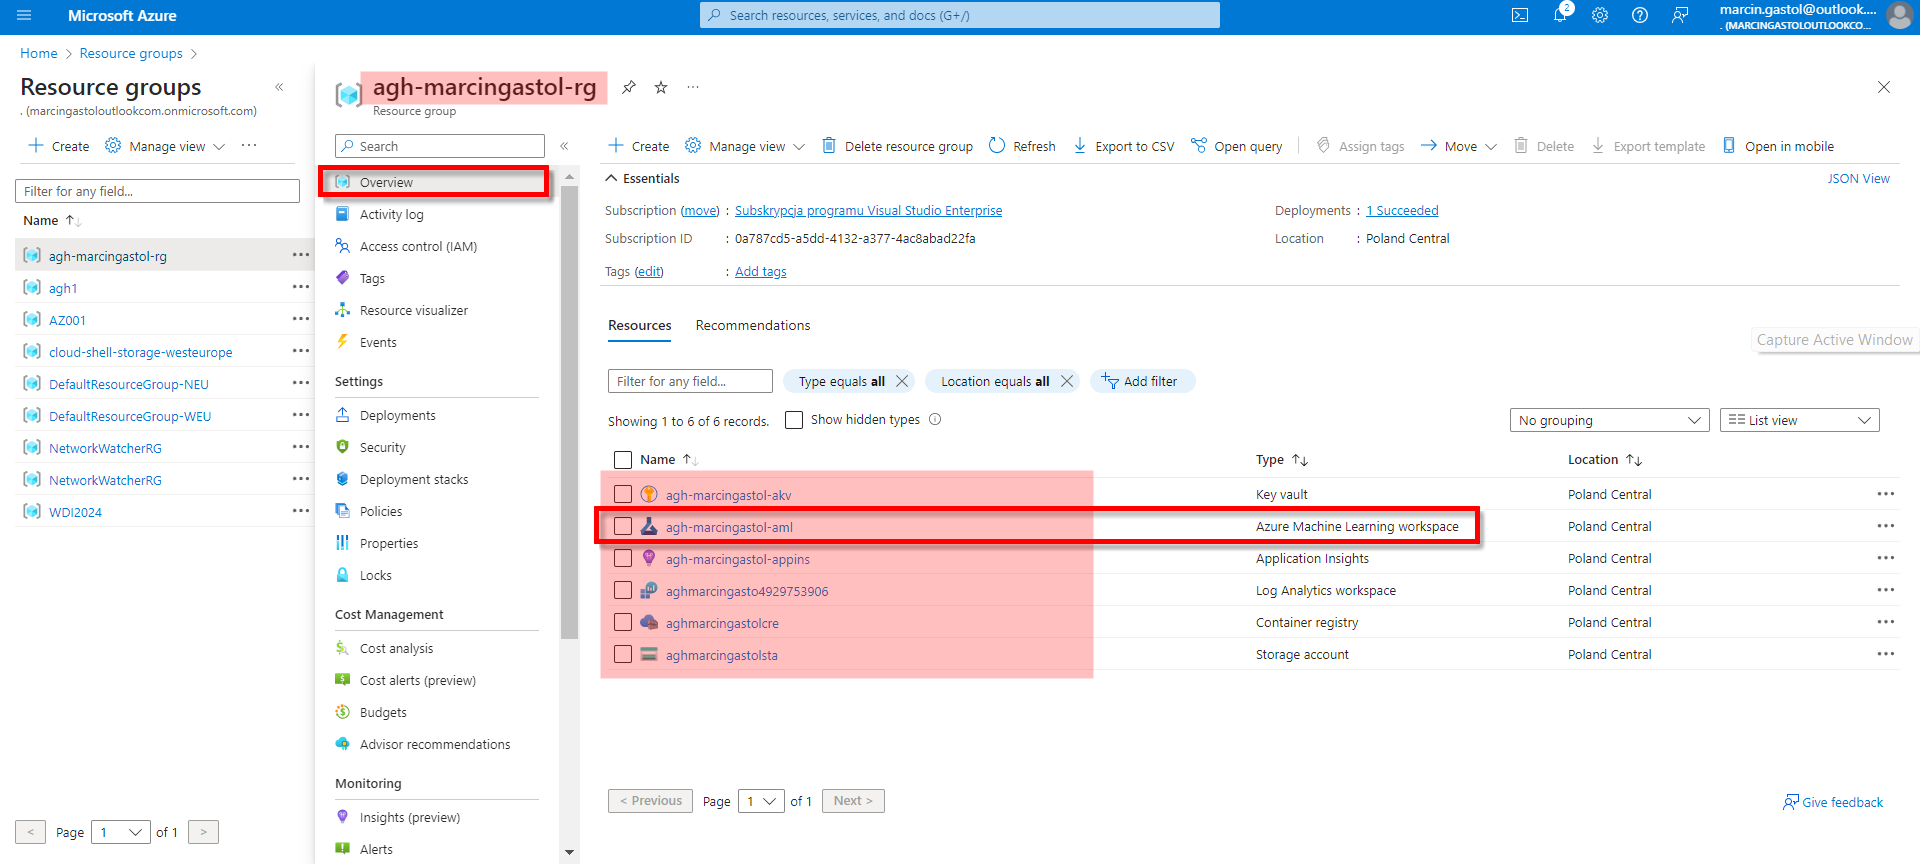 Microsoft Azure
Search resources, services, and docs (G+/)
2
marcin.gastol@outlook....
. (MARCINGASTOLOUTLOOKCO...
Home > Resource groups >
Resource groups
. (marcingastoloutlookcom.onmicrosoft.com)
Create
Manage view
Filter for any field...
Name
agh-marcingastol-rg
agh1
AZ001
cloud-shell-storage-westeurope
DefaultResourceGroup-NEU
DefaultResourceGroup-WEU
NetworkWatcherRG
NetworkWatcherRG
WDI2024
< Page 1 of 1 >
agh-marcingastol-rg
Resource group
Search
Overview
Activity log
Access control (IAM)
Tags
Resource visualizer
Events
Settings
Deployments
Security
Deployment stacks
Policies
Properties
Locks
Cost Management
Cost analysis
Cost alerts (preview)
Budgets
Advisor recommendations
Monitoring
Insights (preview)
Alerts
Create Manage view Delete resource group Refresh Export to CSV Open query Assign tags Move Delete Export template Open in mobile
Essentials
JSON View
Subscription (move) : Subskrypcja programu Visual Studio Enterprise
Deployments : 1 Succeeded
Subscription ID : 0a787cd5-a5dd-4132-a377-4ac8abad22fa
Location : Poland Central
Tags (edit) : Add tags
Resources Recommendations
Capture Active Window
Filter for any field... Type equals all Location equals all Add filter
Showing 1 to 6 of 6 records. Show hidden types
No grouping List view
Name Type Location
agh-marcingastol-akv Key vault Poland Central
agh-marcingastol-aml Azure Machine Learning workspace Poland Central
agh-marcingastol-appins Application Insights Poland Central
aghmarcingasto4929753906 Log Analytics workspace Poland Central
aghmarcingastolcre Container registry Poland Central
aghmarcingastolsta Storage account Poland Central
< Previous Page 1 of 1 Next >
Give feedback